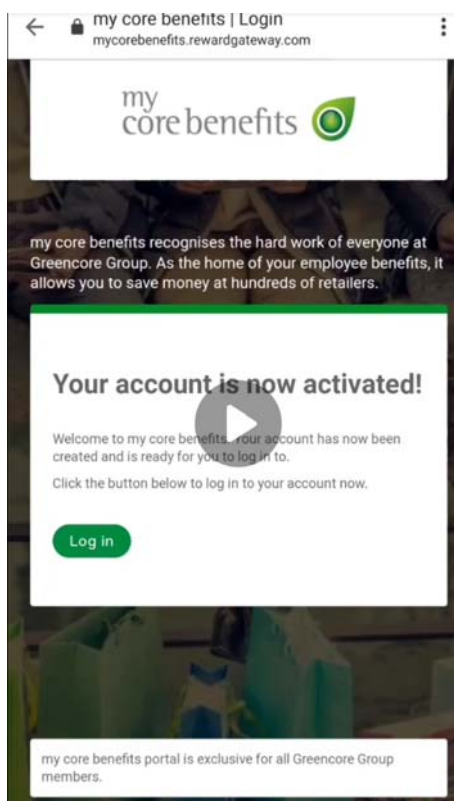 my core benefits | Login
mycorebenefits.rewardgateway.com
my
core benefits
my core benefits recognises the hard work of everyone at
Greencore Group. As the home of your employee benefits, it
allows you to save money at hundreds of retailers.
Your account is now activated!
Welcome to my core benefits. Your account has now been
created and is ready for you to log in to.
Click the button below to log in to your account now.
Log in
my core benefits portal is exclusive for all Greencore Group
members.